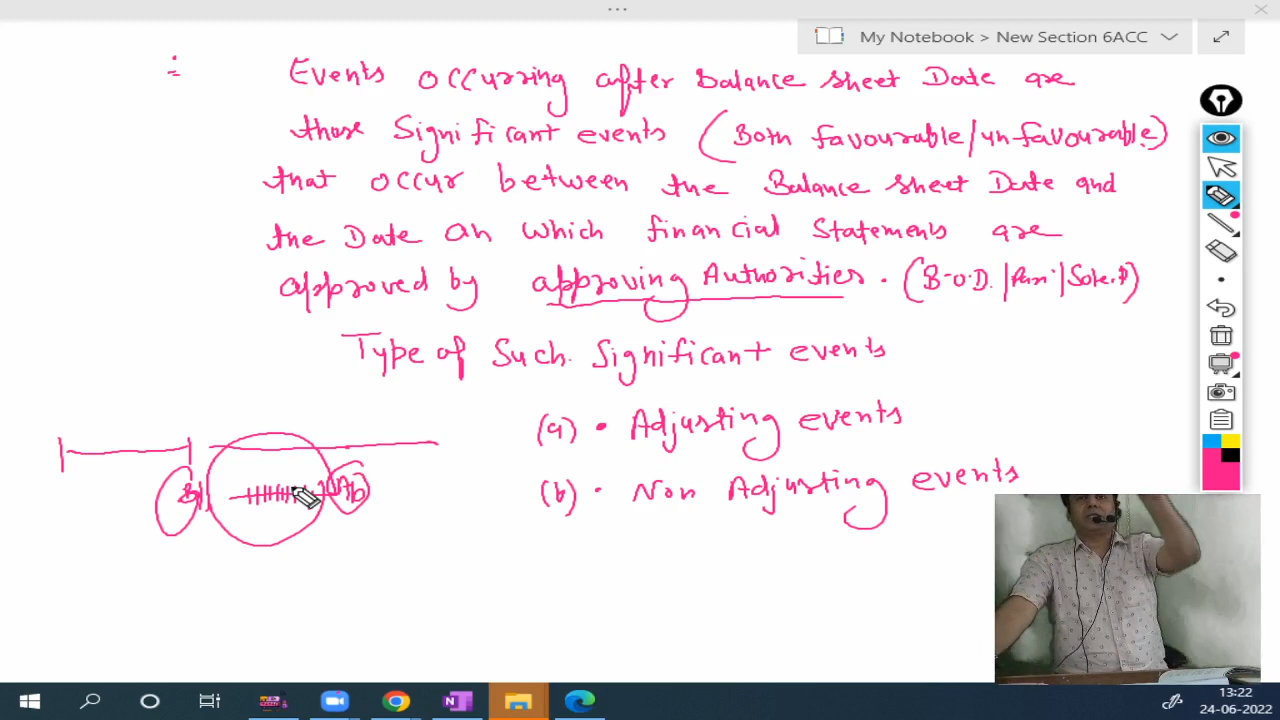 My Notebook > New Section 6ACC
Events occurring after Balance sheet Date are
those Significant events (Both favourable/unfavourable)
that occur between the Balance sheet Date and
the Date on which financial Statements are
approved by approving Authorities. (B.O.D.
Type of Such Significant events
(a) • Adjusting events
(b) • Non Adjusting events
13:22
24-06-2022